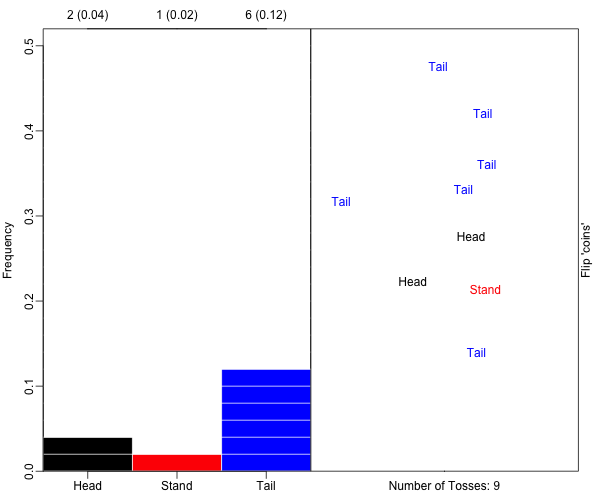 2 (0.04) 1 (0.02) 6 (0.12)
Frequency
0.5
0.4
0.3
0.2
0.1
0.0
Head Stand Tail
Tail
Tail
Tail
Tail
Tail
Head
Head
Stand
Tail
Flip 'coins'
Number of Tosses: 9